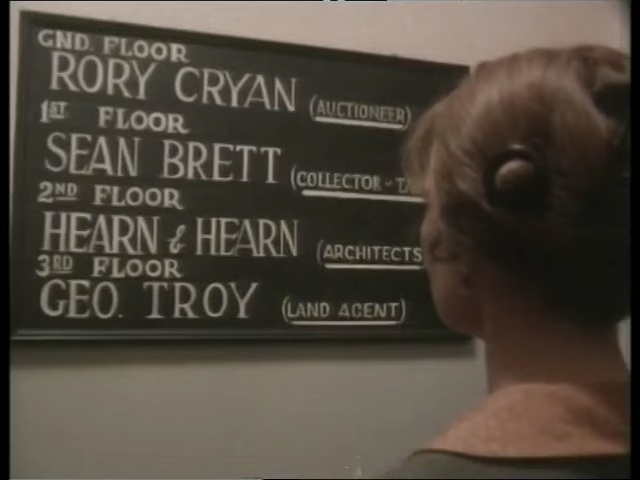 GND. FLOOR
RORY CRYAN (AUCTIONEER)
1ST FLOOR
SEAN BRETT (COLLECTOR OF
2ND FLOOR
HEARN & HEARN (ARCHITECTS
3RD FLOOR
GEO. TROY (LAND AGENT)